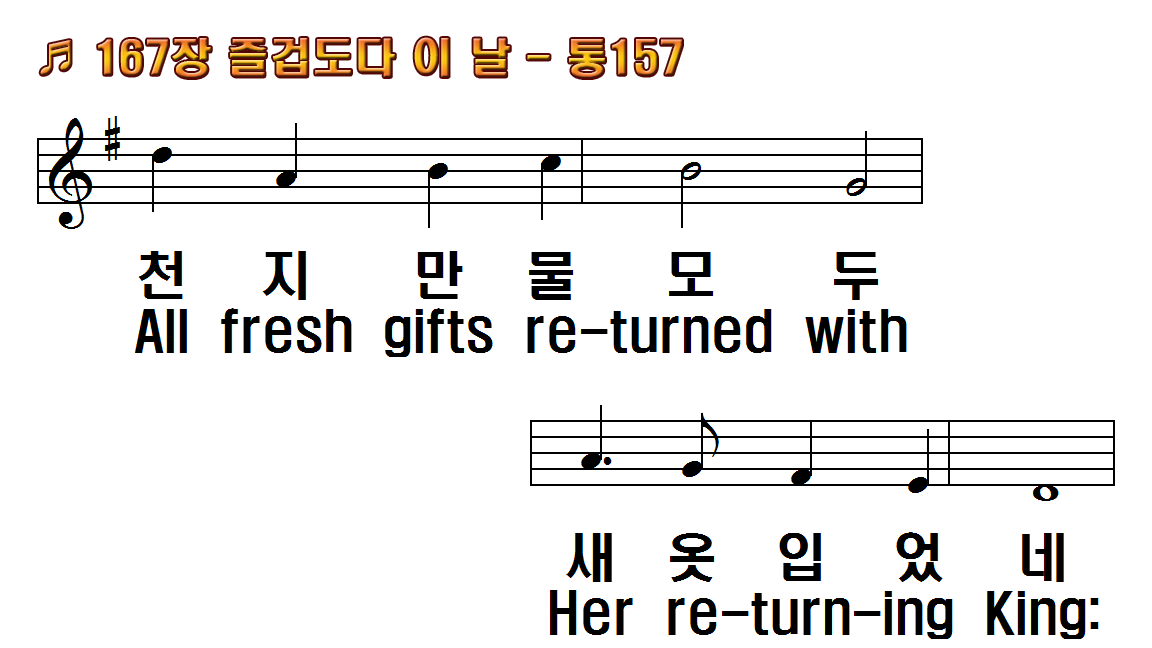 ♬ 167장 즐겁도다 이 날 - 통157
천 지 만 물 모 두
All fresh gifts re-turned with
새 옷 입 었 네
Her re-turn-ing King: